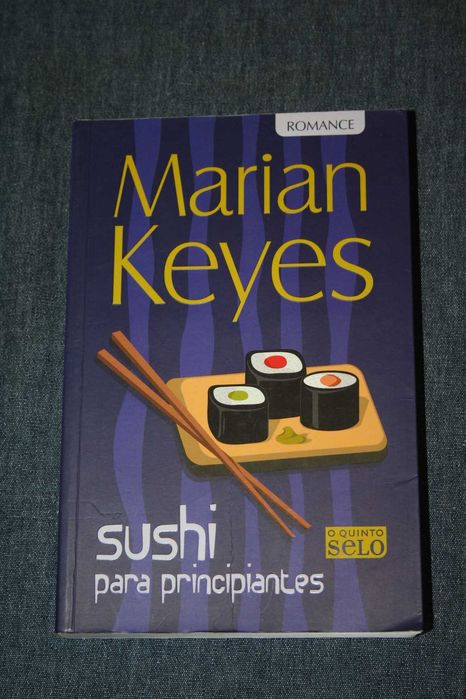 ROMANCE
Marian
Keyes
sushi
para principiantes
O QUINTO
SeLO